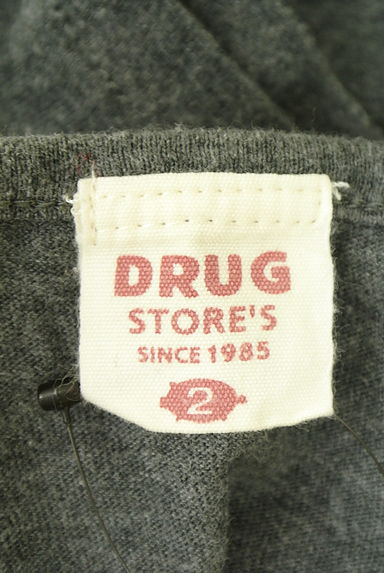 DRUG
STORE'S
SINCE 1985
2